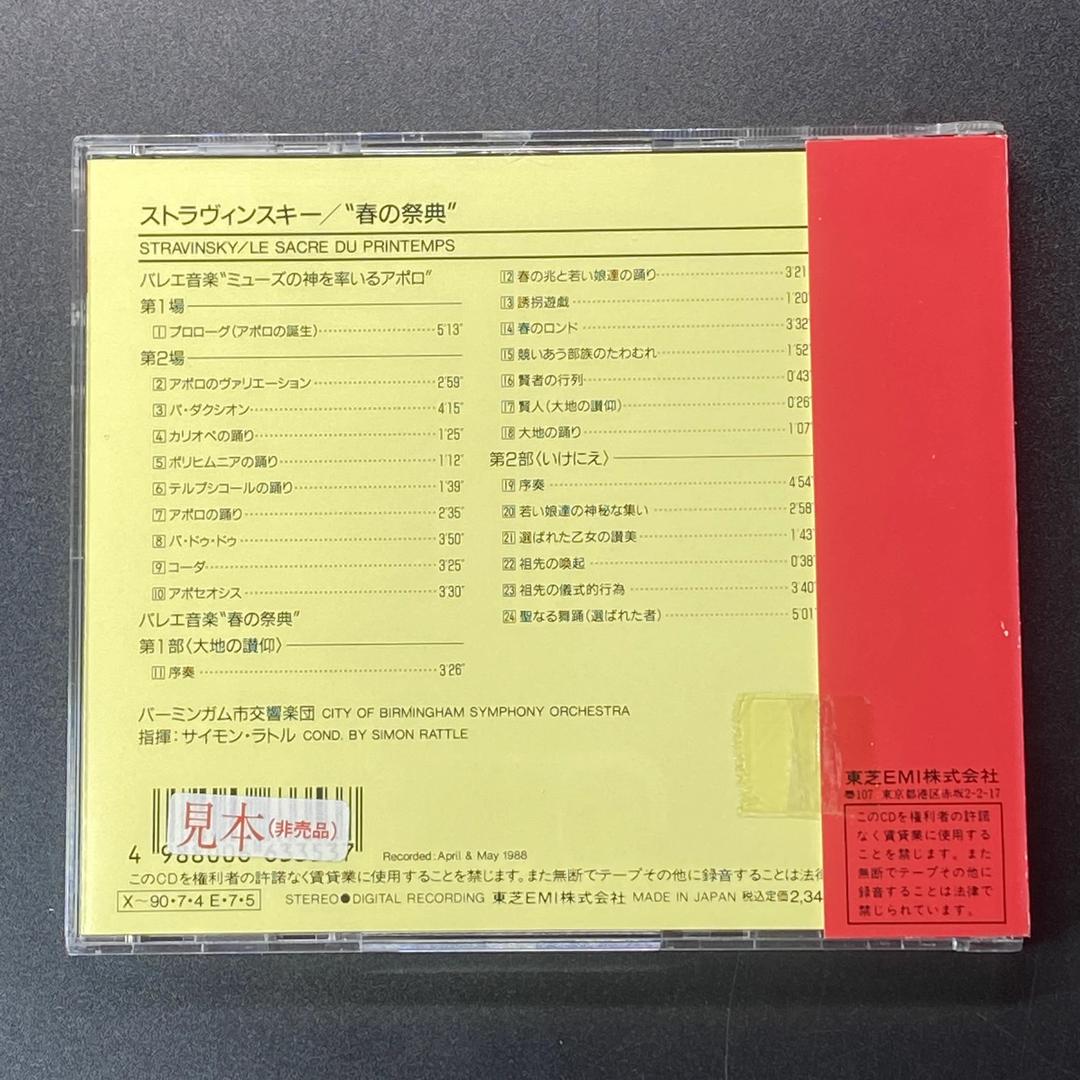 ストラヴィンスキー／“春の祭典”
STRAVINSKY/LE SACRE DU PRINTEMPS
バレエ音楽“ミューズの神を率いるアポロ”
第1場
1 プロローグ(アポロの誕生) 5'13"
第2場
2 アポロのヴァリエーション 2'59"
3 パ・ダクシオン 4'15"
4 カリオペの踊り 1'25"
5 ポリヒムニアの踊り 1'12"
6 テルプシコールの踊り 1'39"
7 アポロの踊り 2'35"
8 パ・ドゥ・ドゥ 3'50"
9 コーダ 3'25"
10 アポセオシス 3'30"
バレエ音楽“春の祭典”
第1部〈大地の讃仰〉
11 序奏 3'26"
12 春の兆と若い娘達の踊り 3'21
13 誘拐遊戯 1'20
14 春のロンド 3'32
15 競いあう部族のたわむれ 1'52
16 賢者の行列 0'43
17 賢人(大地の讃仰) 0'26
18 大地の踊り 1'07
第2部〈いけにえ〉
19 序奏 4'54
20 若い娘達の神秘な集い 2'58
21 選ばれた乙女の讃美 1'43
22 祖先の喚起 0'38
23 祖先の儀式的行為 3'40
24 聖なる舞踊(選ばれた者) 5'01
バーミンガム市交響楽団 CITY OF BIRMINGHAM SYMPHONY ORCHESTRA
指揮：サイモン・ラトル COND. BY SIMON RATTLE
見本(非売品)
4 988006 633537
Recorded: April & May 1988
このCDを権利者の許諾なく賃貸業に使用することを禁じます。また無断でテープその他に録音することは法律
X〜90・7・4 E・7・5
STEREO●DIGITAL RECORDING 東芝EMI株式会社 MADE IN JAPAN 税込定価2,34
東芝EMI株式会社
〒107 東京都港区赤坂2-2-17
このCDを権利者の許諾
なく賃貸業に使用する
ことを禁じます。また
無断でテープその他に
録音することは法律で
禁じられています。